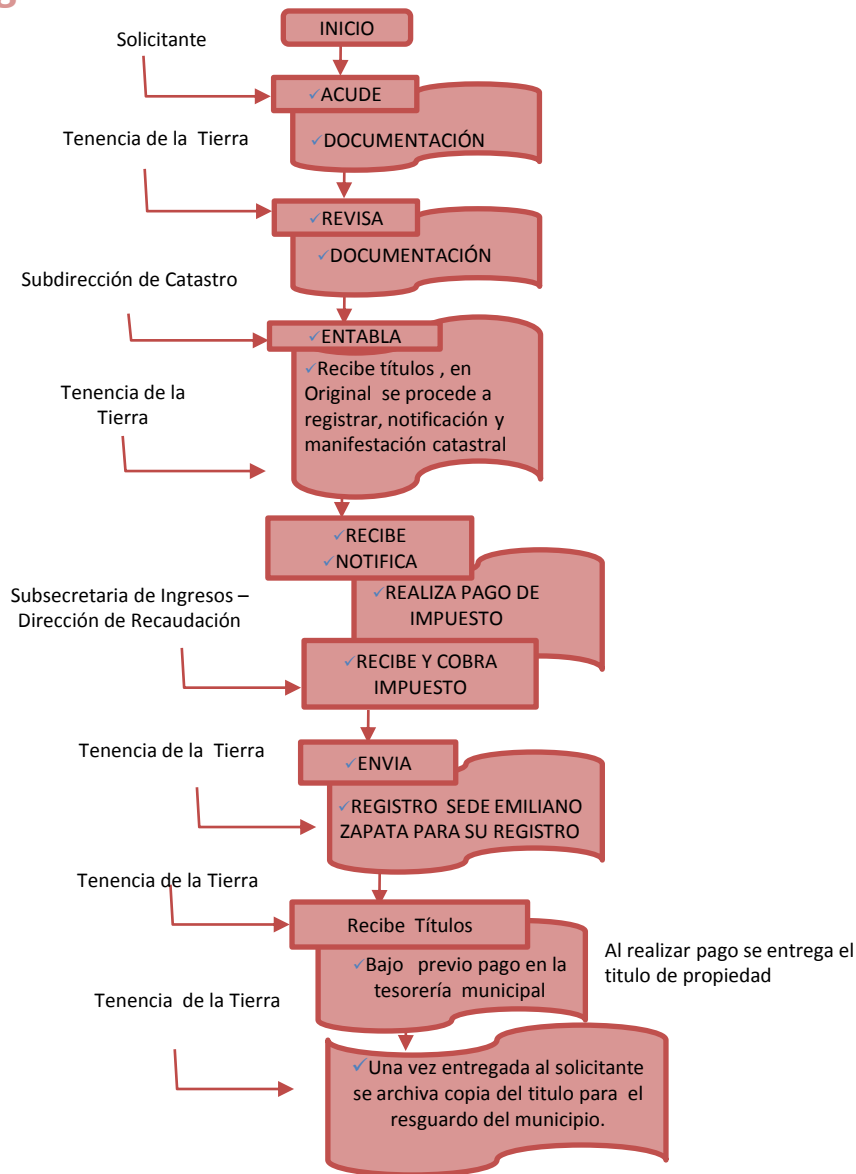 INICIO
Solicitante
✓ACUDE
✓DOCUMENTACIÓN
Tenencia de la Tierra
✓REVISA
✓DOCUMENTACIÓN
Subdirección de Catastro
✓ENTABLA
✓Recibe títulos , en
Original se procede a
registrar, notificación y
manifestación catastral
Tenencia de la
Tierra
✓RECIBE
✓NOTIFICA
✓REALIZA PAGO DE
IMPUESTO
Subsecretaria de Ingresos –
Dirección de Recaudación
✓RECIBE Y COBRA
IMPUESTO
Tenencia de la Tierra
✓ENVIA
✓REGISTRO SEDE EMILIANO
ZAPATA PARA SU REGISTRO
Tenencia de la Tierra
Recibe Títulos
✓Bajo previo pago en la
tesorería municipal
Al realizar pago se entrega el
titulo de propiedad
Tenencia de la Tierra
✓Una vez entregada al solicitante
se archiva copia del titulo para el
resguardo del municipio.